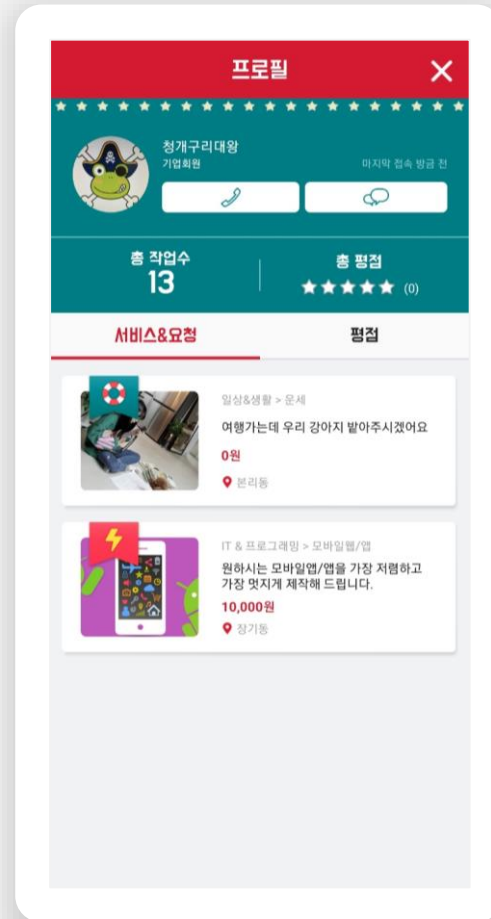 프로필
청개구리대왕
기업회원
마지막 접속 방금 전
총 작업수
13
총 평점
(0)
서비스&요청
평점
일상&생활 > 운세
여행가는데 우리 강아지 밭아주시겠어요
0원
본리동
IT & 프로그래밍 > 모바일웹/앱
원하시는 모바일앱/앱을 가장 저렴하고
가장 멋지게 제작해 드립니다.
10,000원
장기동